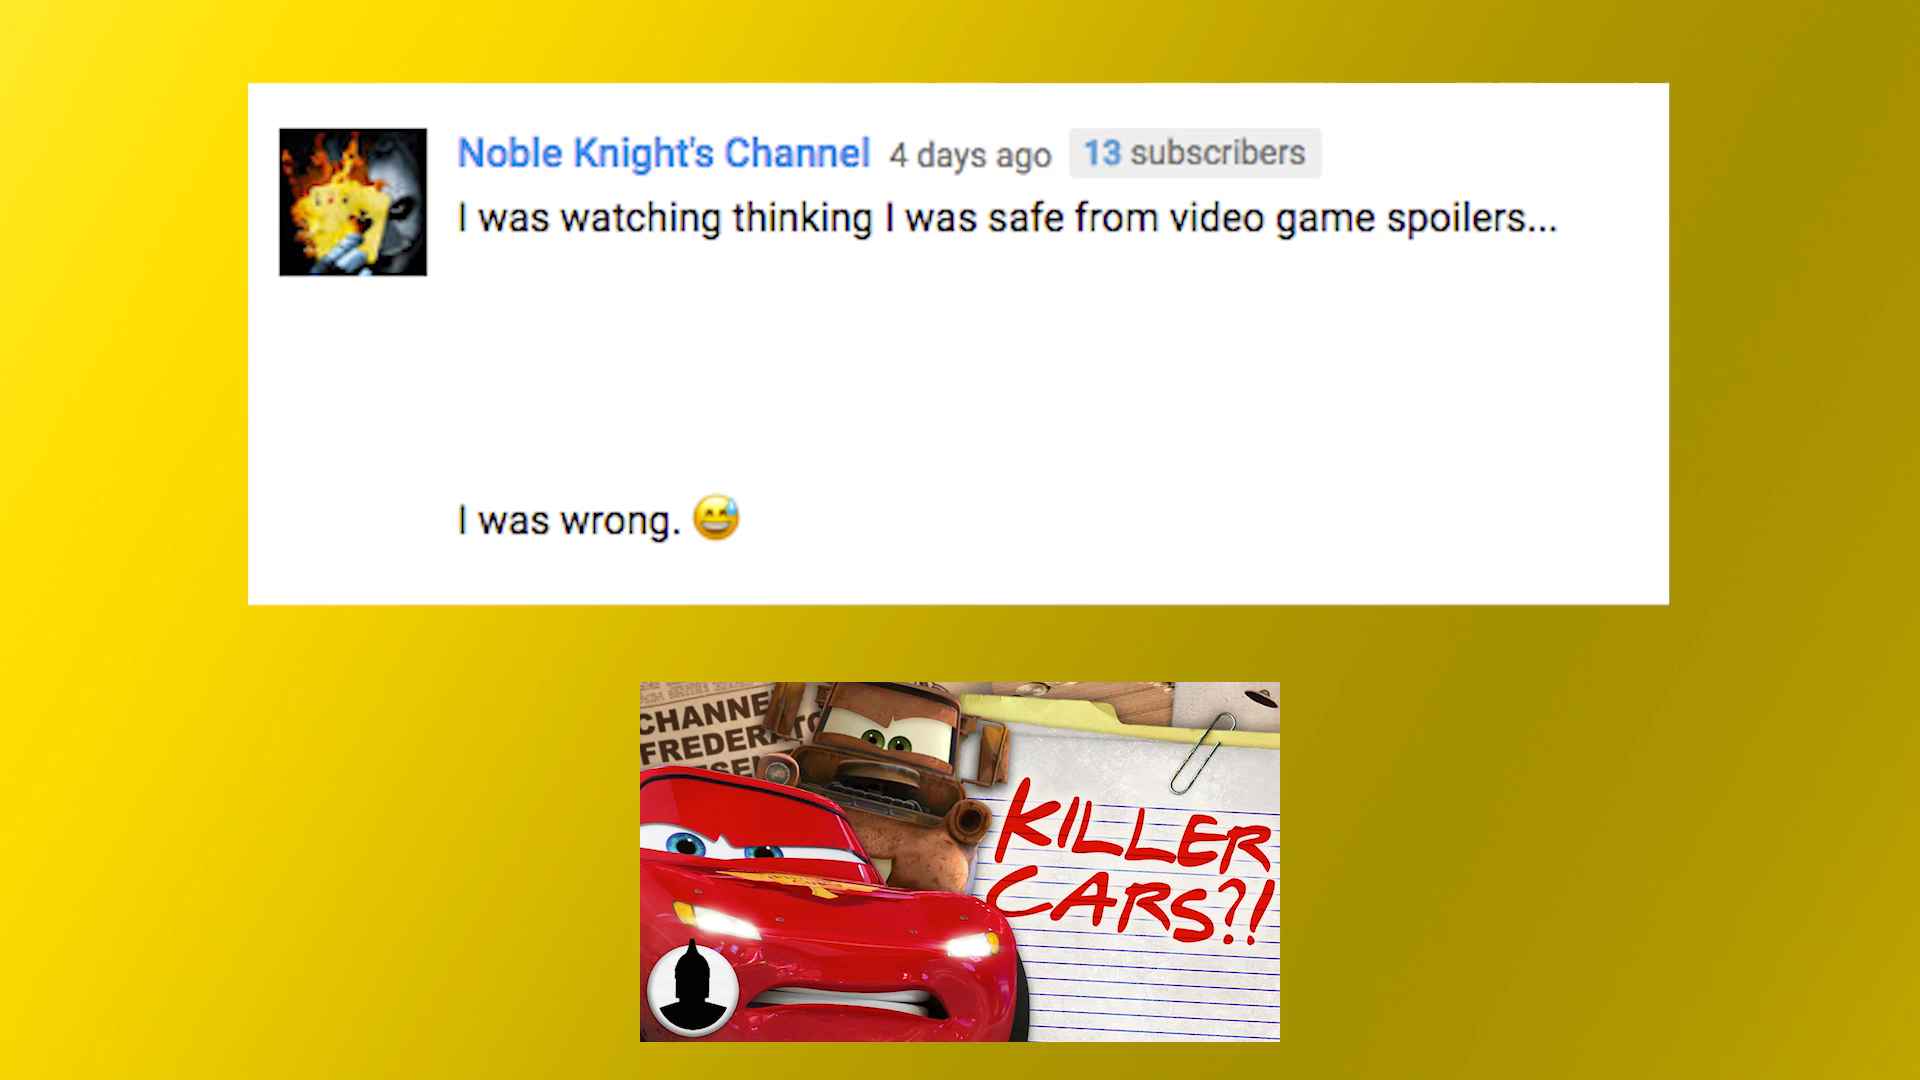 Noble Knight's Channel 4 days ago 13 subscribers
I was watching thinking I was safe from video game spoilers...
I was wrong. 😅
CHANNE
FREDERATO
KILLER
CARS?!